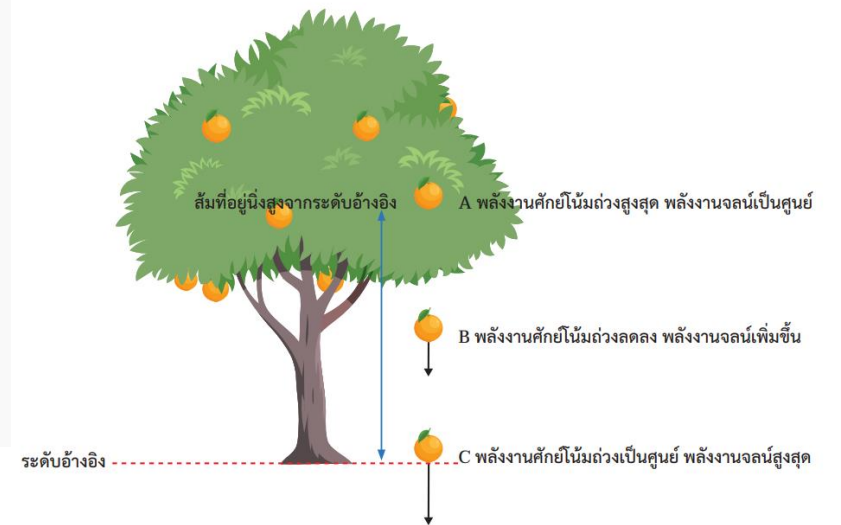 ส้มที่อยู่นิ่งสูงจากระดับอ้างอิง
A พลังงานศักย์โน้มถ่วงสูงสุด พลังงานจลน์เป็นศูนย์
B พลังงานศักย์โน้มถ่วงลดลง พลังงานจลน์เพิ่มขึ้น
ระดับอ้างอิง
C พลังงานศักย์โน้มถ่วงเป็นศูนย์ พลังงานจลน์สูงสุด